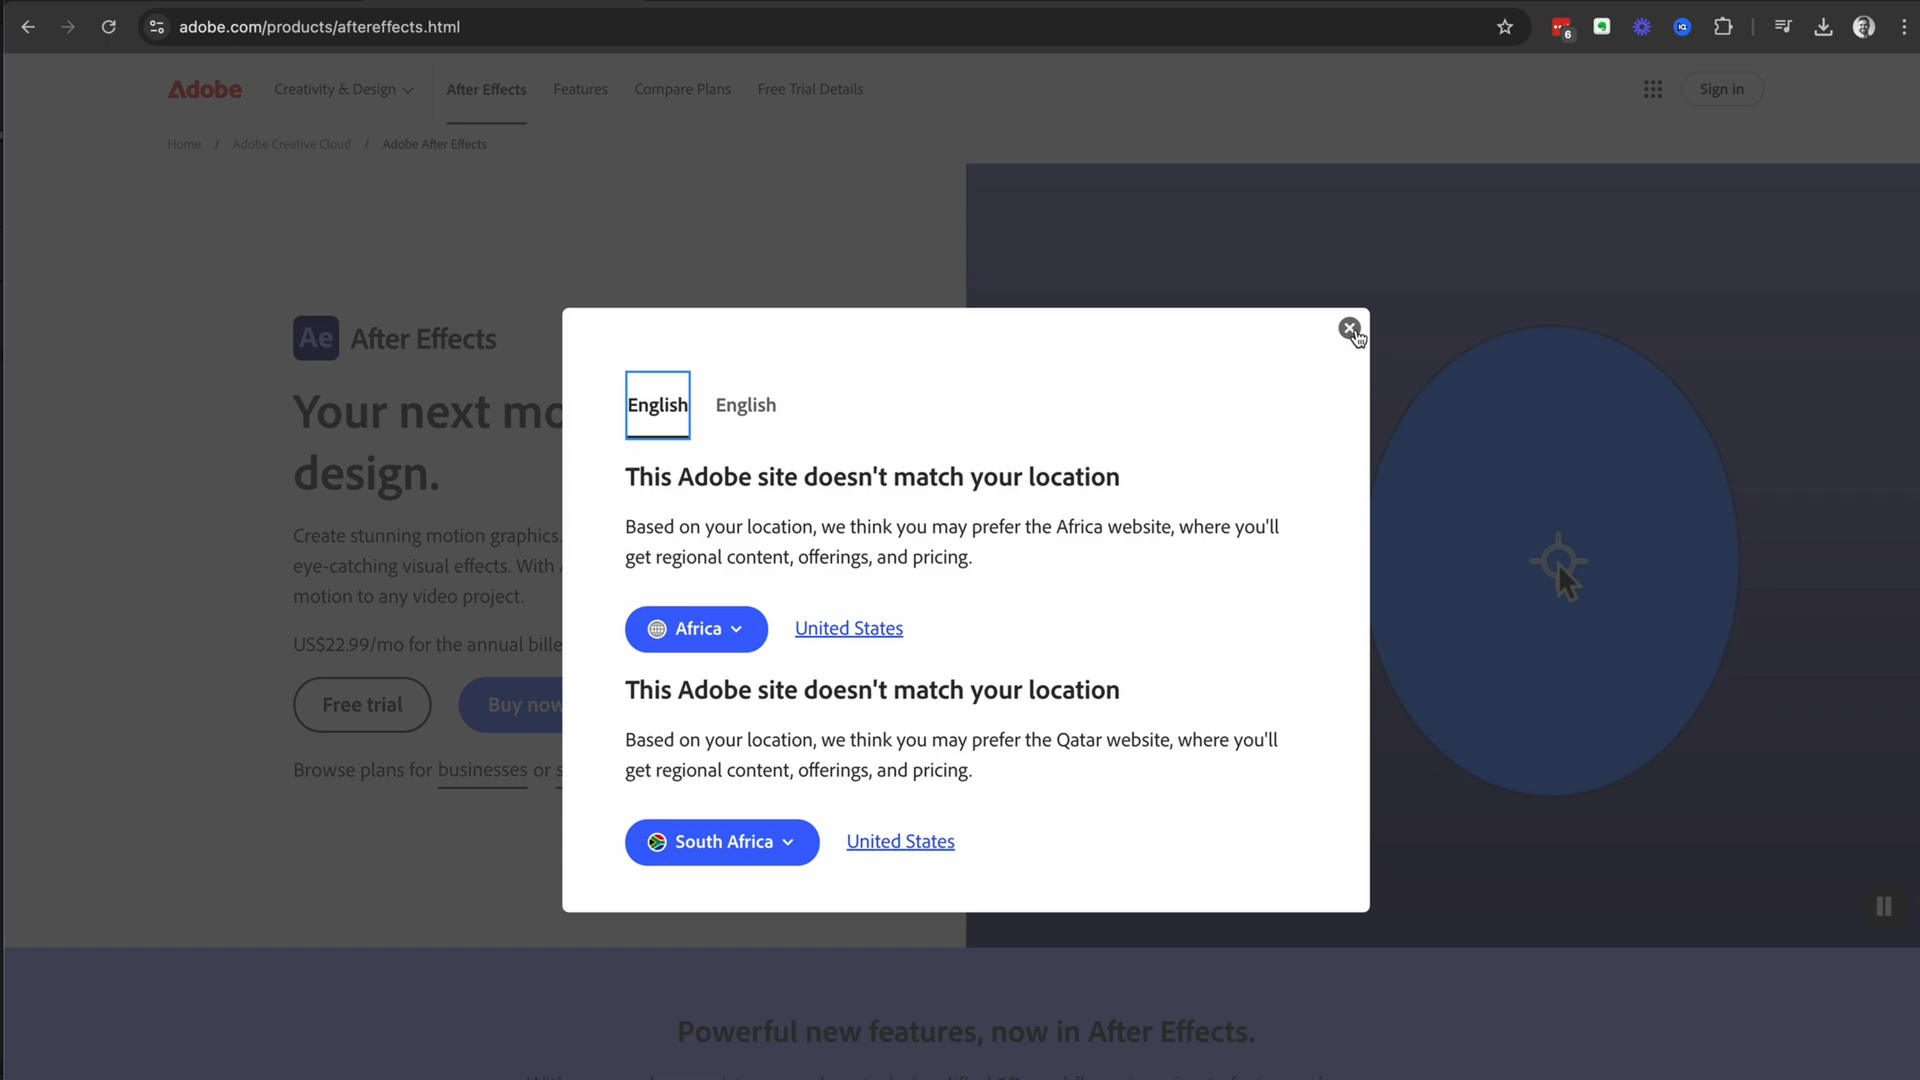 adobe.com/products/aftereffects.html
6
Adobe
Creativity & Design
After Effects
Features
Compare Plans
Free Trial Details
Sign in
Home / Adobe Creative Cloud / Adobe After Effects
Ae After Effects
Your next mo
design.
Create stunning motion graphics.
eye-catching visual effects. With
motion to any video project.
US$22.99/mo for the annual bille
Free trial
Buy now
Browse plans for businesses or s
English
English
This Adobe site doesn't match your location
Based on your location, we think you may prefer the Africa website, where you'll
get regional content, offerings, and pricing.
Africa
United States
This Adobe site doesn't match your location
Based on your location, we think you may prefer the Qatar website, where you'll
get regional content, offerings, and pricing.
South Africa
United States
Powerful new features, now in After Effects.